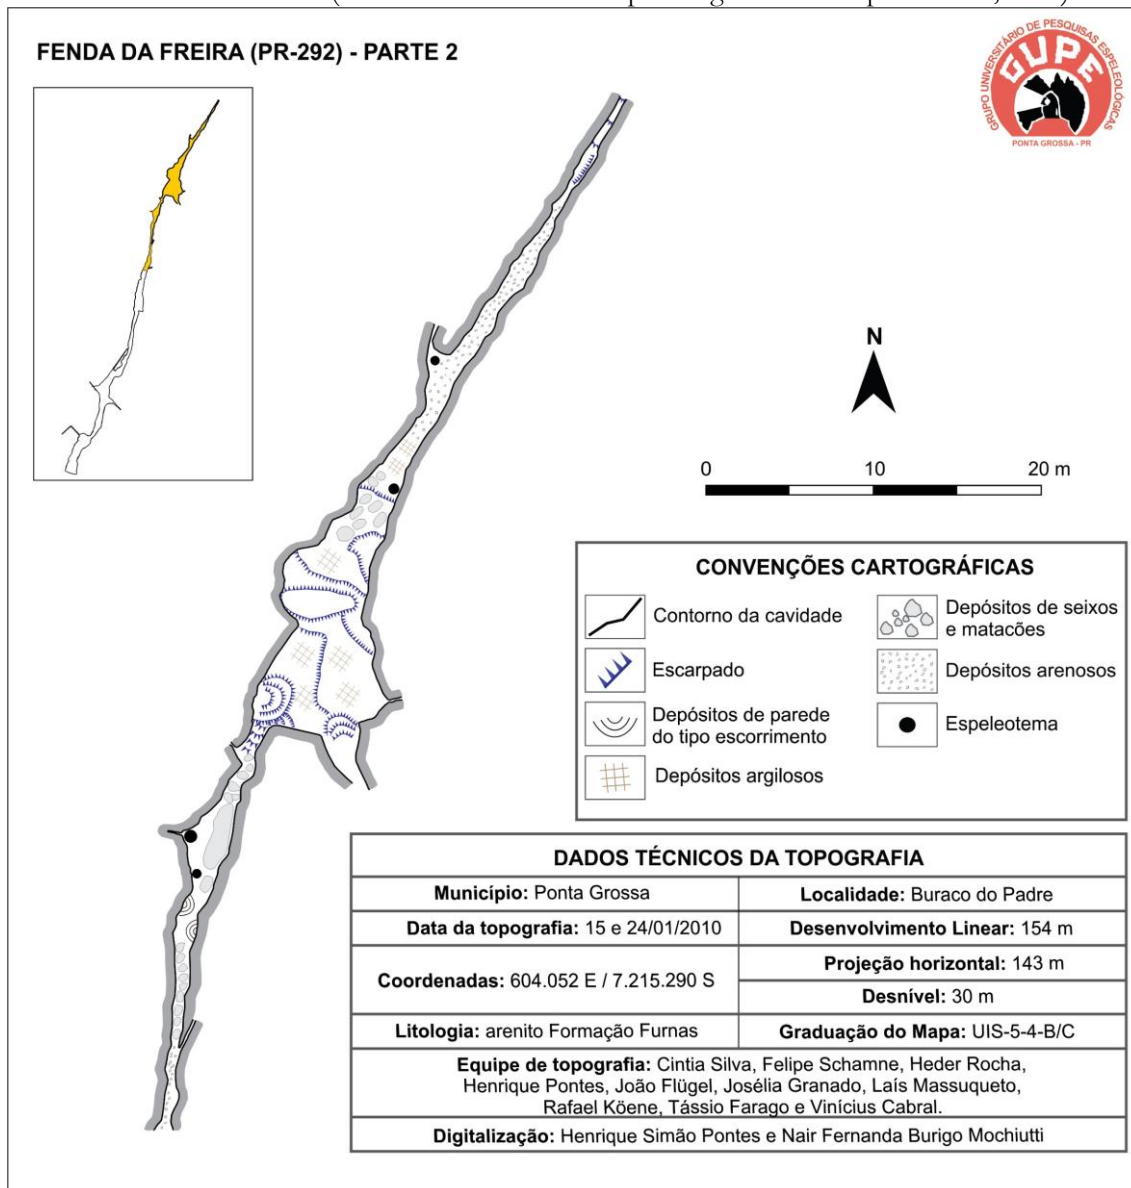 FENDA DA FREIRA (PR-292) - PARTE 2
GRUPO UNIVERSITÁRIO DE PESQUISAS ESPELEOLÓGICAS
GUPE
PONTA GROSSA - PR
N
0 10 20 m
CONVENÇÕES CARTOGRÁFICAS
Contorno da cavidade
Escarpado
Depósitos de parede
do tipo escorrimento
Depósitos argilosos
Depósitos de seixos
e matacões
Depósitos arenosos
Espeleotema
DADOS TÉCNICOS DA TOPOGRAFIA
Município: Ponta Grossa
Localidade: Buraco do Padre
Data da topografia: 15 e 24/01/2010
Desenvolvimento Linear: 154 m
Coordenadas: 604.052 E / 7.215.290 S
Projeção horizontal: 143 m
Desnível: 30 m
Litologia: arenito Formação Furnas
Graduação do Mapa: UIS-5-4-B/C
Equipe de topografia: Cintia Silva, Felipe Schamne, Heder Rocha,
Henrique Pontes, João Flügel, Josélia Granado, Laís Massuqueto,
Rafael Köene, Tássio Farago e Vinícius Cabral.
Digitalização: Henrique Simão Pontes e Nair Fernanda Burigo Mochiutti